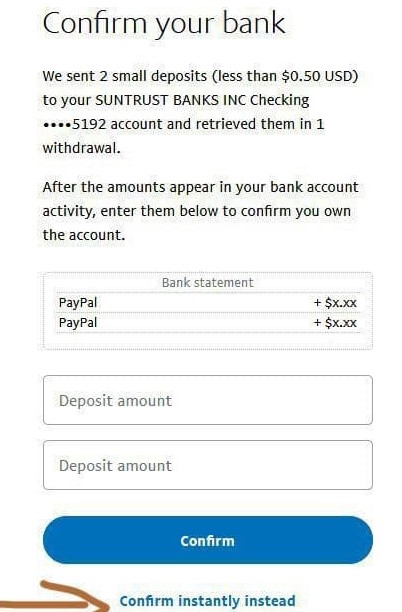 Confirm your bank
We sent 2 small deposits (less than $0.50 USD)
to your SUNTRUST BANKS INC Checking
••••5192 account and retrieved them in 1
withdrawal.
After the amounts appear in your bank account
activity, enter them below to confirm you own
the account.
Bank statement
PayPal + $x.xx
PayPal + $x.xx
Deposit amount
Deposit amount
Confirm
Confirm instantly instead